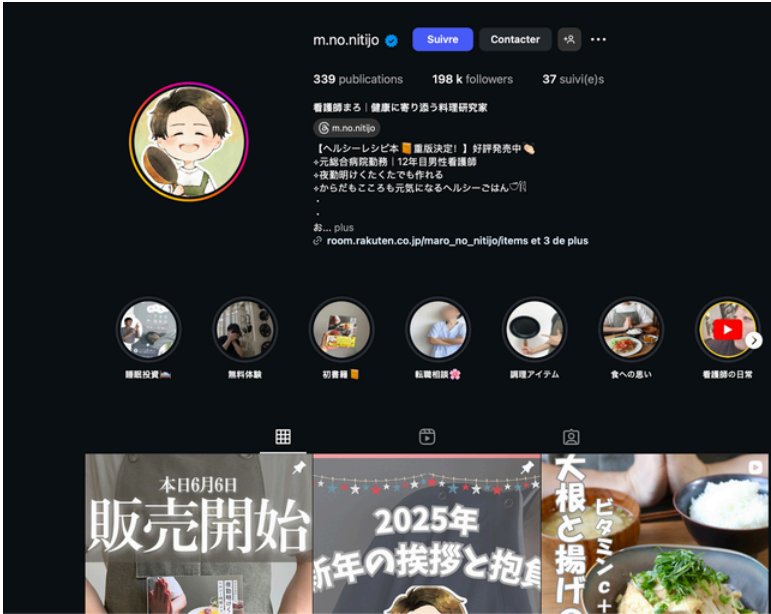 m.no.nitijo
Suivre
Contacter
339 publications
198 k followers
37 suivi(e)s
看護師まろ｜健康に寄り添う料理研究家
m.no.nitijo
【ヘルシーレシピ本📙重版決定！】好評発売中👏🏻
✧元総合病院勤務｜12年目男性看護師
✧夜勤明けくたくたでも作れる
✧からだもこころも元気になるヘルシーごはん🍽
・
・
お... plus
room.rakuten.co.jp/maro_no_nitijo/items et 3 de plus
睡眠投資🛌
無料体験
初書籍📙
転職相談🌸
調理アイテム
食への思い
看護師の日常
本日6月6日
販売開始
2025年
新年の挨拶と抱負
大根と揚げの
ビタミンC+